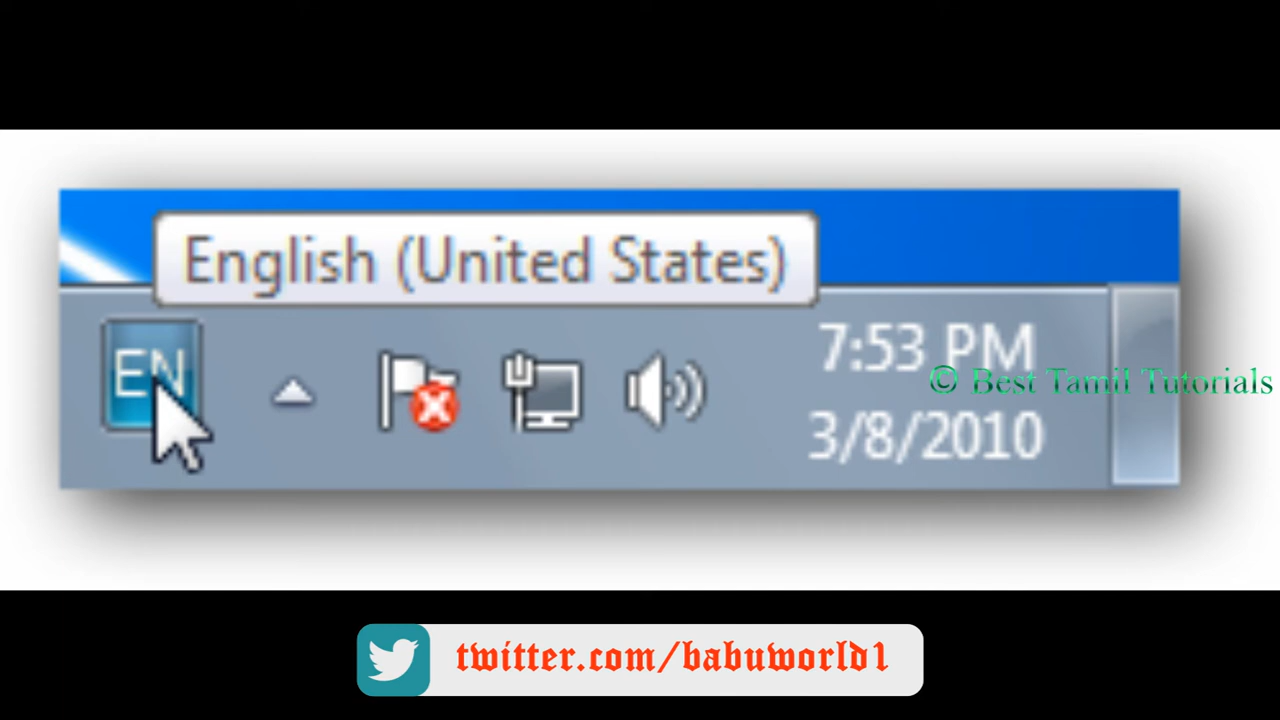 English (United States)
EN
7:53 PM
© Best Tamil Tutorials
3/8/2010
twitter.com/babuworld1